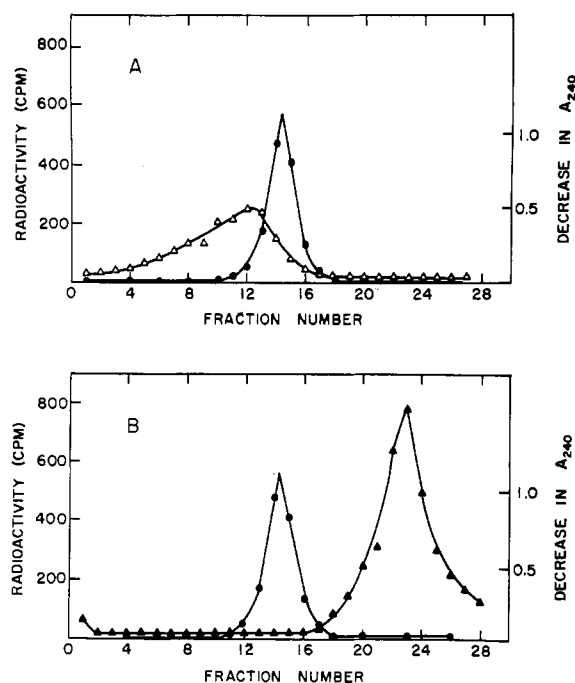 A
800
600
400
200
0 4 8 12 16 20 24 28
RADIOACTIVITY (CPM)
1.0
0.5
DECREASE IN A240
FRACTION NUMBER
B
800
600
400
200
0 4 8 12 16 20 24 28
RADIOACTIVITY (CPM)
1.0
0.5
DECREASE IN A240
FRACTION NUMBER